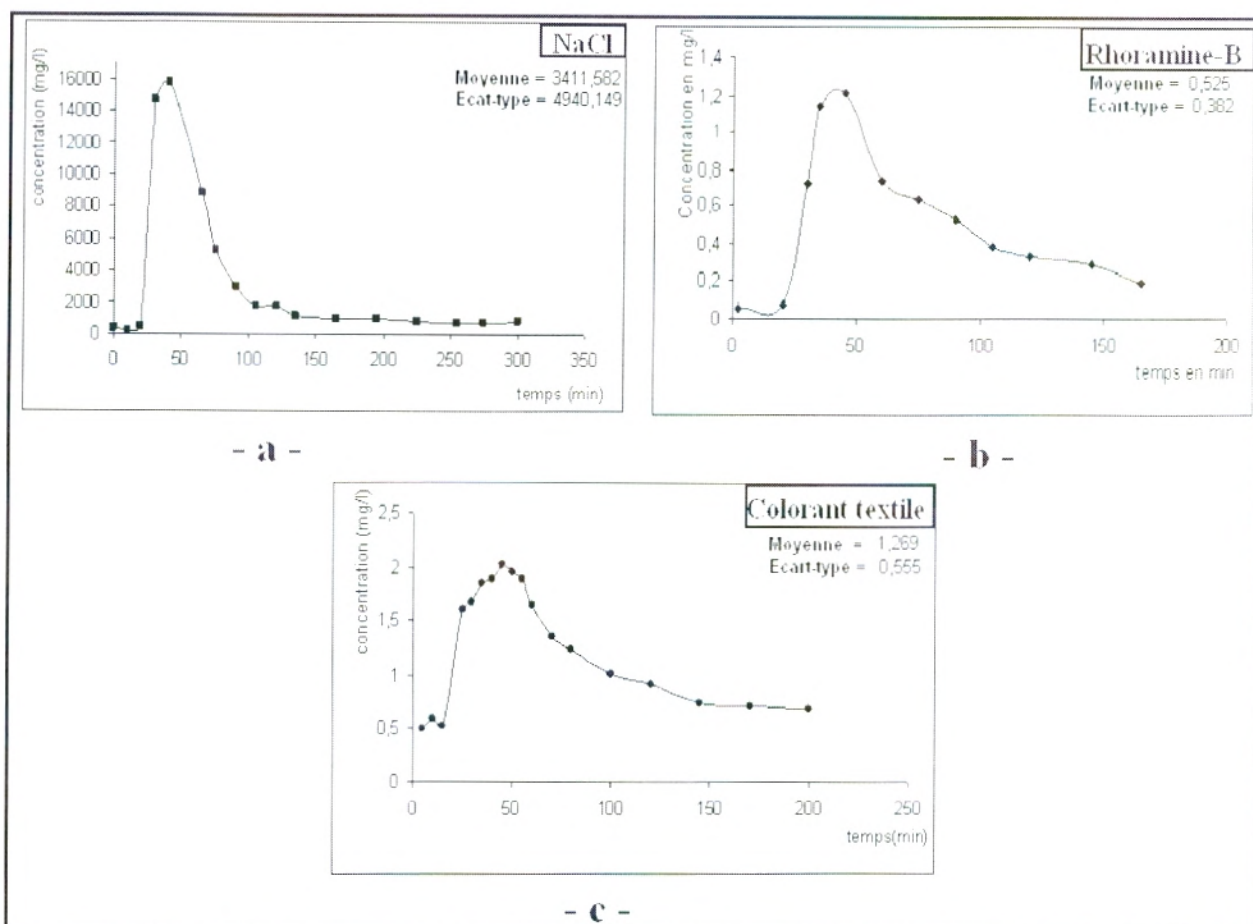 NaCl
Moyenne = 3411,582
Ecat-type = 4940,149
concentration (mg/l)
16000
14000
12000
10000
8000
6000
4000
2000
0
0 50 100 150 200 250 300 350
temps (min)
- a -
Rhoramine-B
Moyenne = 0,525
Ecart-type = 0,382
Concentration en mg/l
1,4
1,2
1
0,8
0,6
0,4
0,2
0
0 50 100 150 200
temps en min
- b -
Colorant textile
Moyenne = 1,269
Ecart-type = 0,555
concentration (mg/l)
2,5
2
1,5
1
0,5
0
0 50 100 150 200 250
temps(min)
- c -